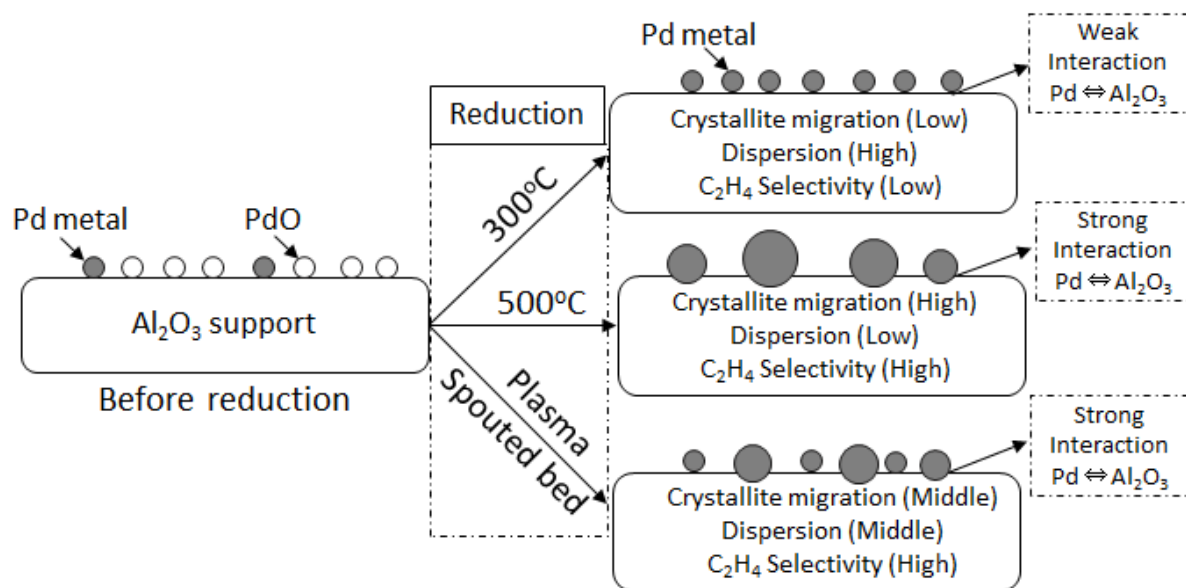 Pd metal
Weak
Interaction
Pd ⇔ Al₂O₃
Reduction
Crystallite migration (Low)
Dispersion (High)
C₂H₄ Selectivity (Low)
300°C
Pd metal
PdO
Al₂O₃ support
Before reduction
500°C
Crystallite migration (High)
Dispersion (Low)
C₂H₄ Selectivity (High)
Strong
Interaction
Pd ⇔ Al₂O₃
Plasma
Spouted bed
Crystallite migration (Middle)
Dispersion (Middle)
C₂H₄ Selectivity (High)
Strong
Interaction
Pd ⇔ Al₂O₃